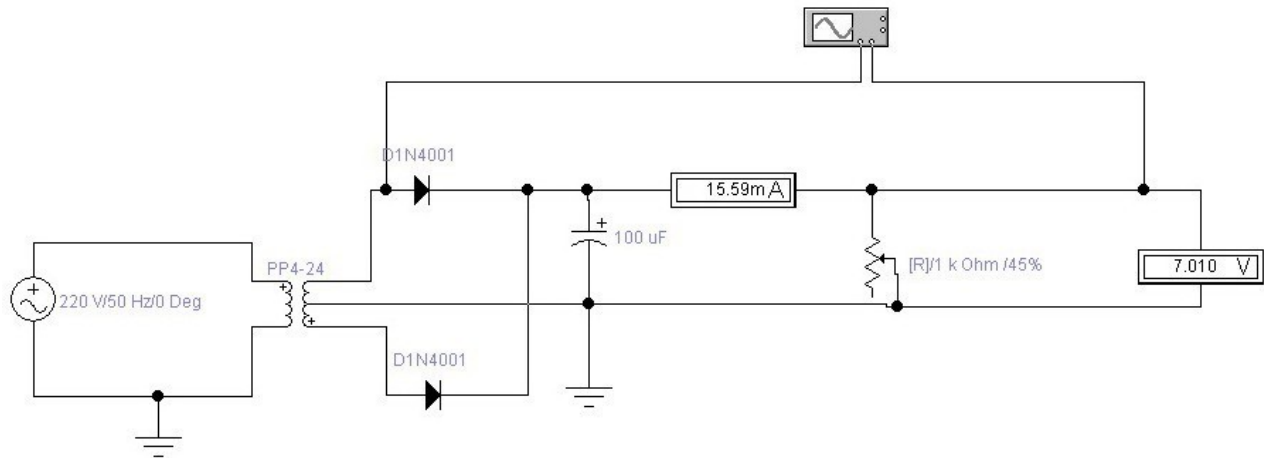 D1N4001
15.59m A
100 uF
[R]/1 k Ohm /45%
7.010 V
PP4-24
220 V/50 Hz/0 Deg
D1N4001